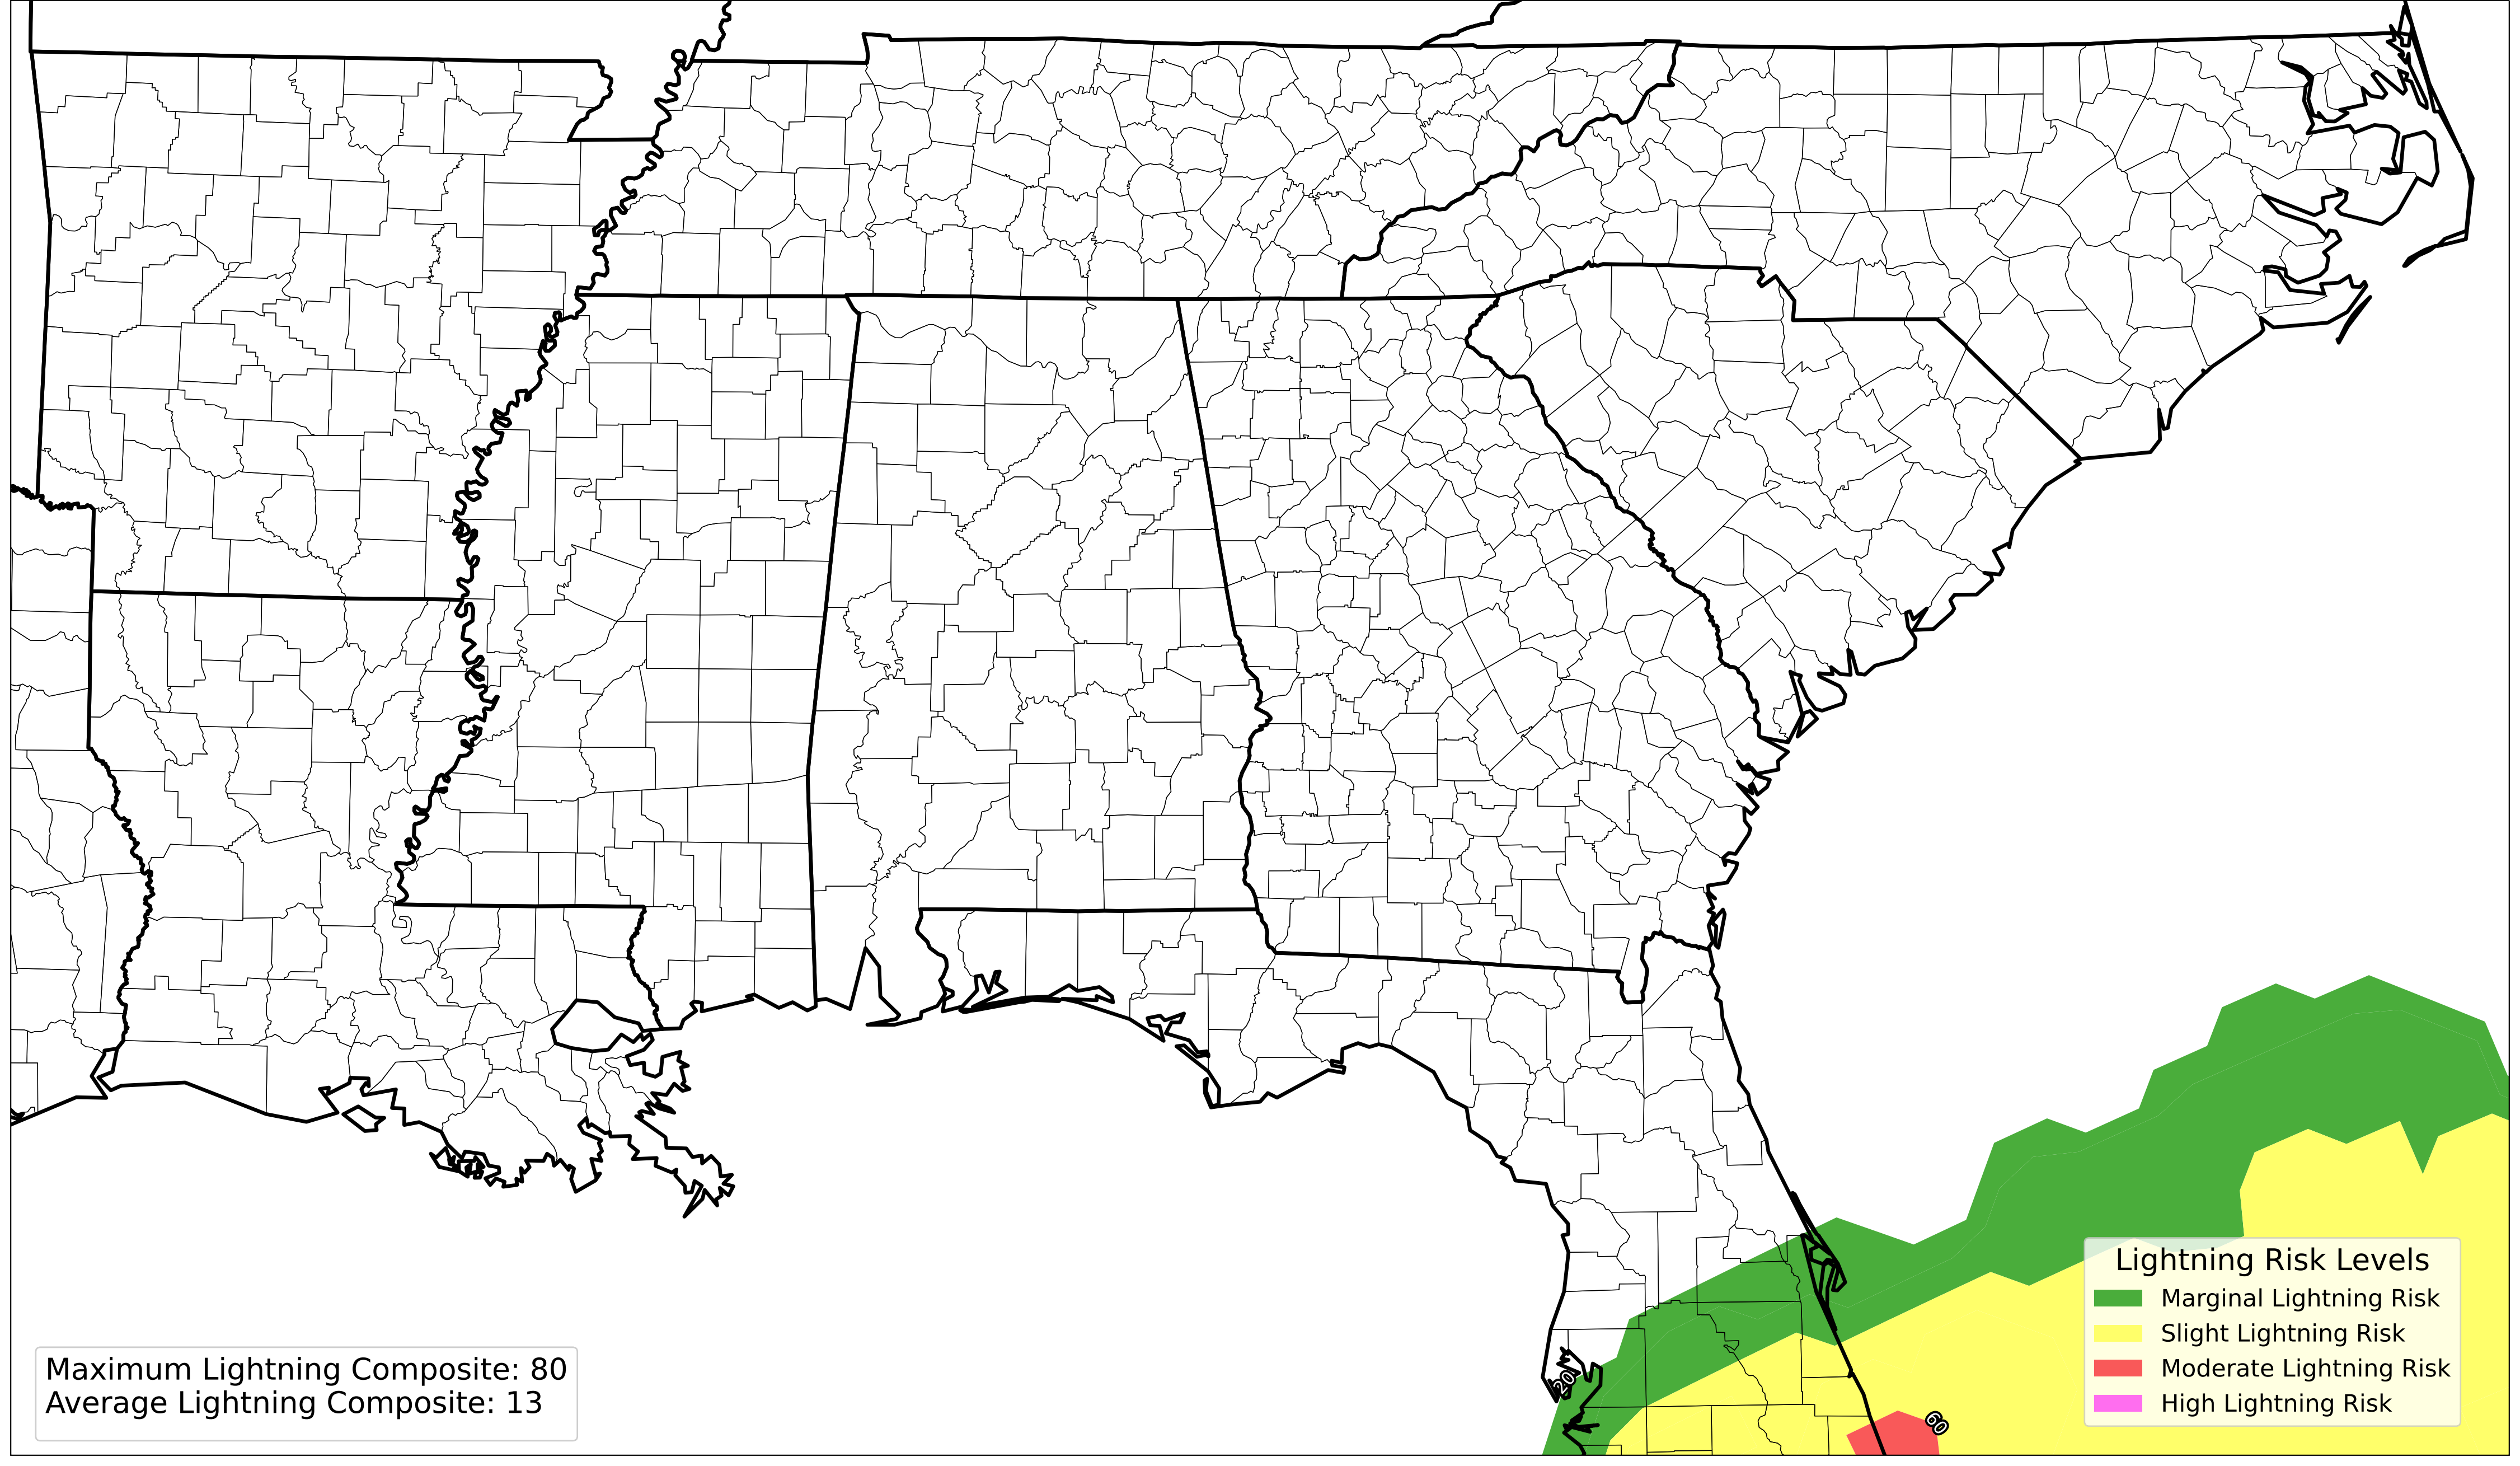 Lightning Risk Levels
Marginal Lightning Risk
Slight Lightning Risk
Moderate Lightning Risk
High Lightning Risk
Maximum Lightning Composite: 80
Average Lightning Composite: 13
20
60